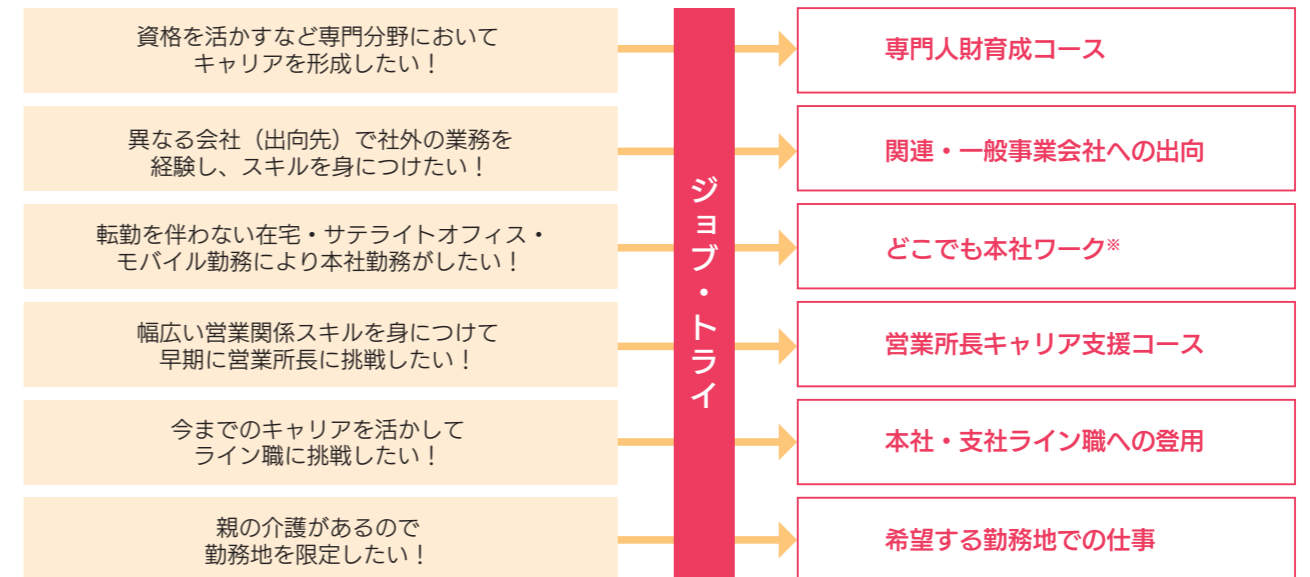 資格を活かすなど専門分野において
キャリアを形成したい！
専門人財育成コース
異なる会社（出向先）で社外の業務を
経験し、スキルを身につけたい！
関連・一般事業会社への出向
転勤を伴わない在宅・サテライトオフィス・
モバイル勤務により本社勤務がしたい！
どこでも本社ワーク※
幅広い営業関係スキルを身につけて
早期に営業所長に挑戦したい！
営業所長キャリア支援コース
今までのキャリアを活かして
ライン職に挑戦したい！
本社・支社ライン職への登用
親の介護があるので
勤務地を限定したい！
希望する勤務地での仕事
ジョブ・トライ